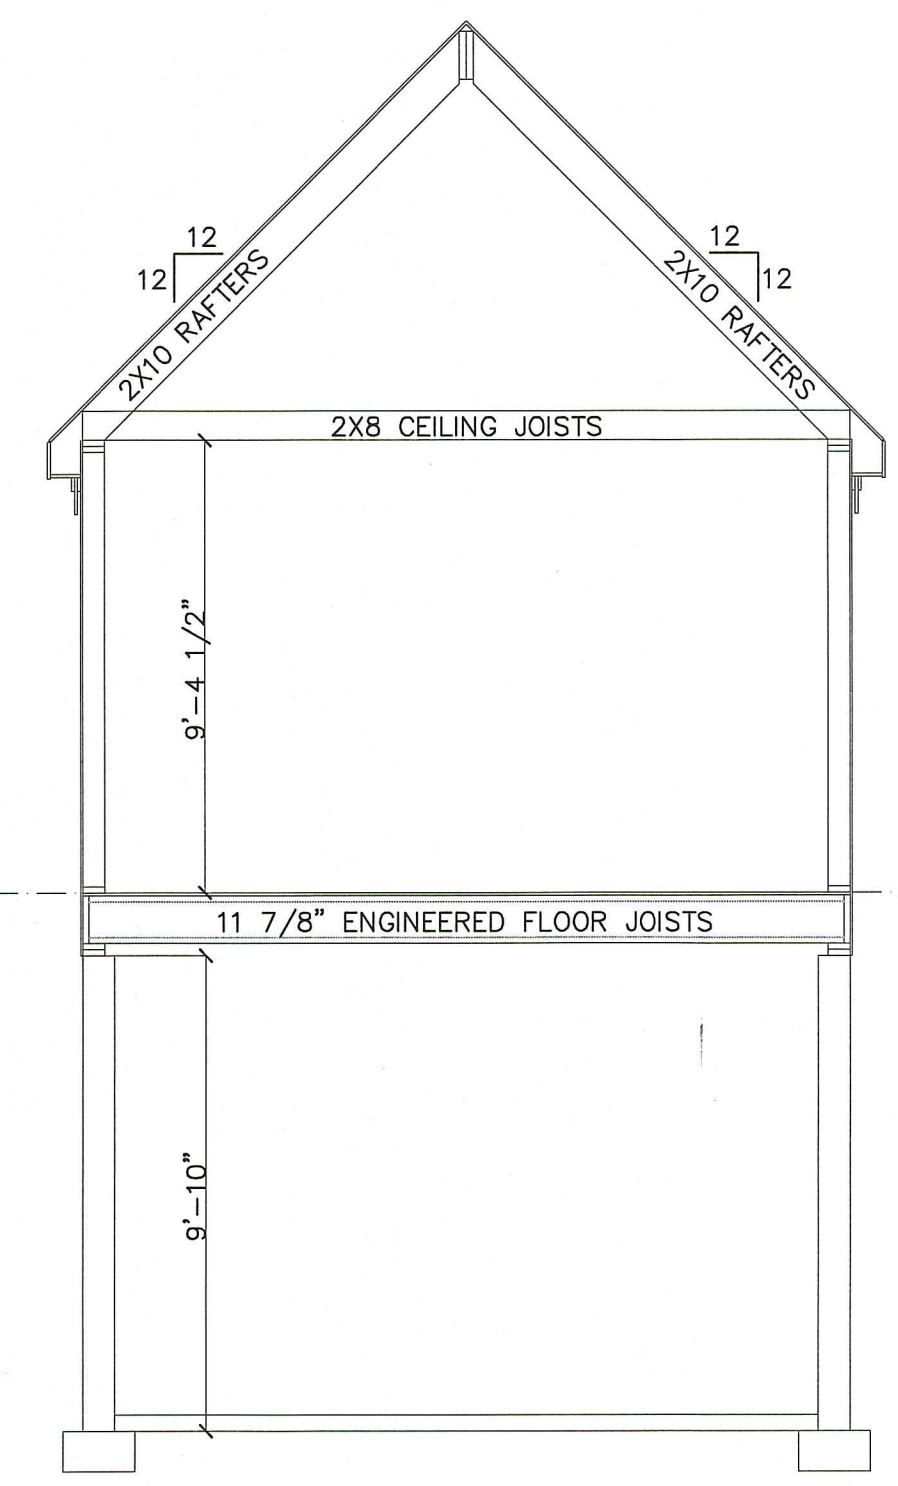 12
12
12
12
2X10 RAFTERS
2X10 RAFTERS
2X8 CEILING JOISTS
9'–4 1/2"
11 7/8" ENGINEERED FLOOR JOISTS
9'–10"